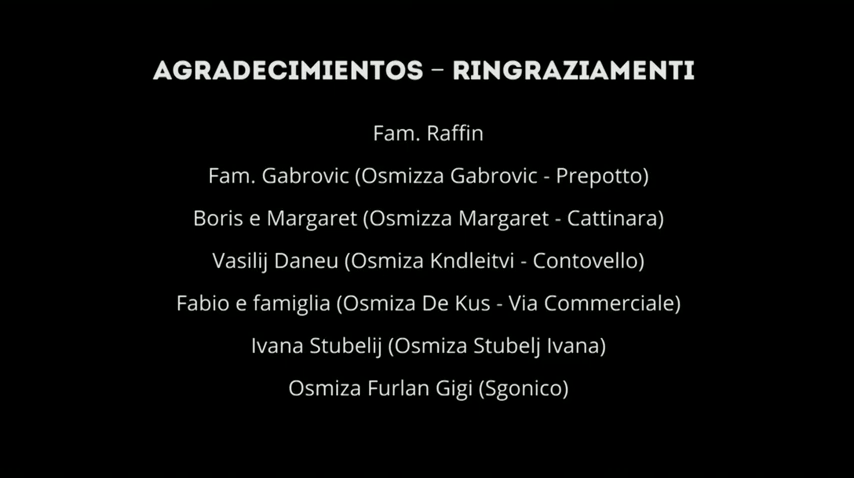 AGRADECIMIENTOS – RINGRAZIAMENTI
Fam. Raffin
Fam. Gabrovic (Osmizza Gabrovic - Prepotto)
Boris e Margaret (Osmizza Margaret - Cattinara)
Vasilij Daneu (Osmiza Kndleitvi - Contovello)
Fabio e famiglia (Osmiza De Kus - Via Commerciale)
Ivana Stubelij (Osmiza Stubelj Ivana)
Osmiza Furlan Gigi (Sgonico)